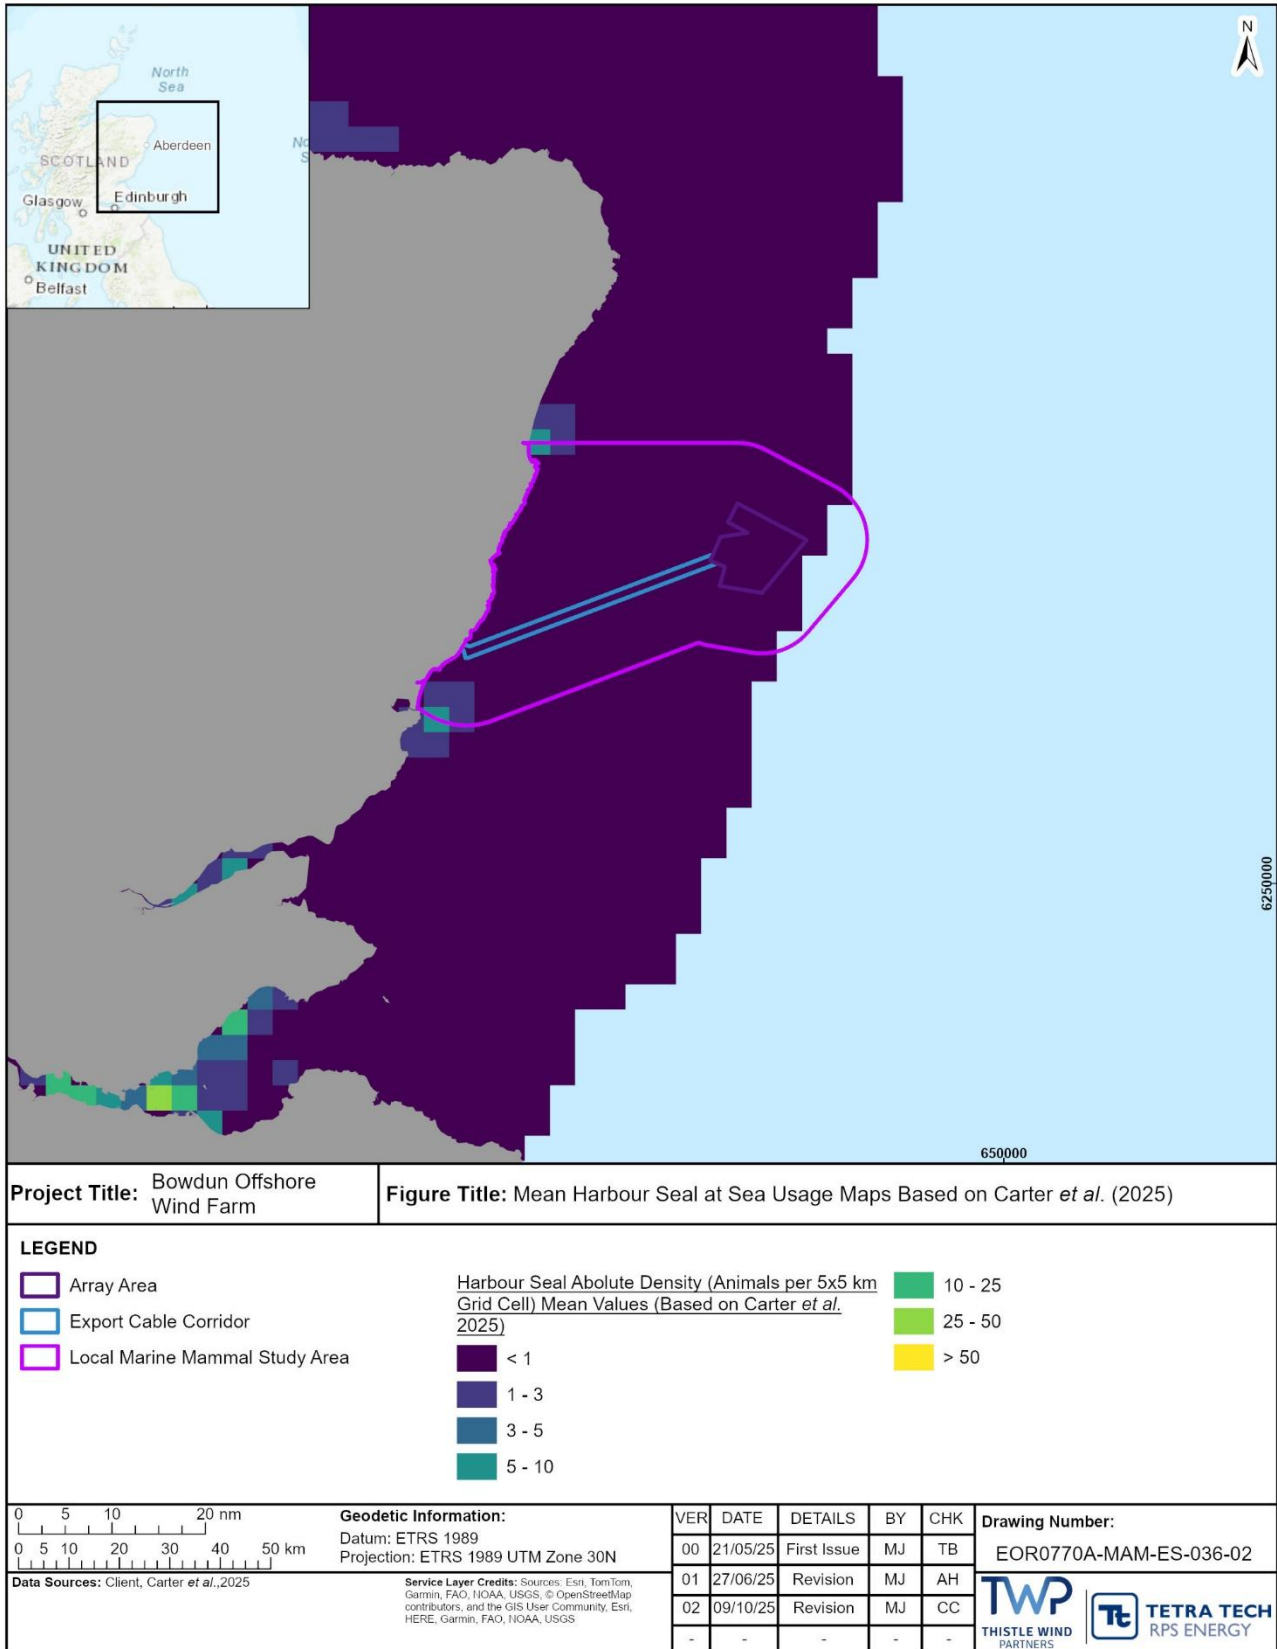 North
Sea
No
S
Aberdeen
SCOTLAND
Glasgow
Edinburgh
UNITED
KINGDOM
Belfast
N
6250000
650000
Project Title: Bowdun Offshore
Wind Farm
Figure Title: Mean Harbour Seal at Sea Usage Maps Based on Carter et al. (2025)
LEGEND
Array Area
Export Cable Corridor
Local Marine Mammal Study Area
Harbour Seal Abolute Density (Animals per 5x5 km
Grid Cell) Mean Values (Based on Carter et al.
2025)
< 1
1 - 3
3 - 5
5 - 10
10 - 25
25 - 50
> 50
0 5 10 20 nm
0 5 10 20 30 40 50 km
Geodetic Information:
Datum: ETRS 1989
Projection: ETRS 1989 UTM Zone 30N
Data Sources: Client, Carter et al.,2025
Service Layer Credits: Sources: Esri, TomTom,
Garmin, FAO, NOAA, USGS, © OpenStreetMap
contributors, and the GIS User Community, Esri,
HERE, Garmin, FAO, NOAA, USGS
VER DATE DETAILS BY CHK
00 21/05/25 First Issue MJ TB
01 27/06/25 Revision MJ AH
02 09/10/25 Revision MJ CC
- - - - -
Drawing Number:
EOR0770A-MAM-ES-036-02
TWP
THISTLE WIND
PARTNERS
Tt
TETRA TECH
RPS ENERGY